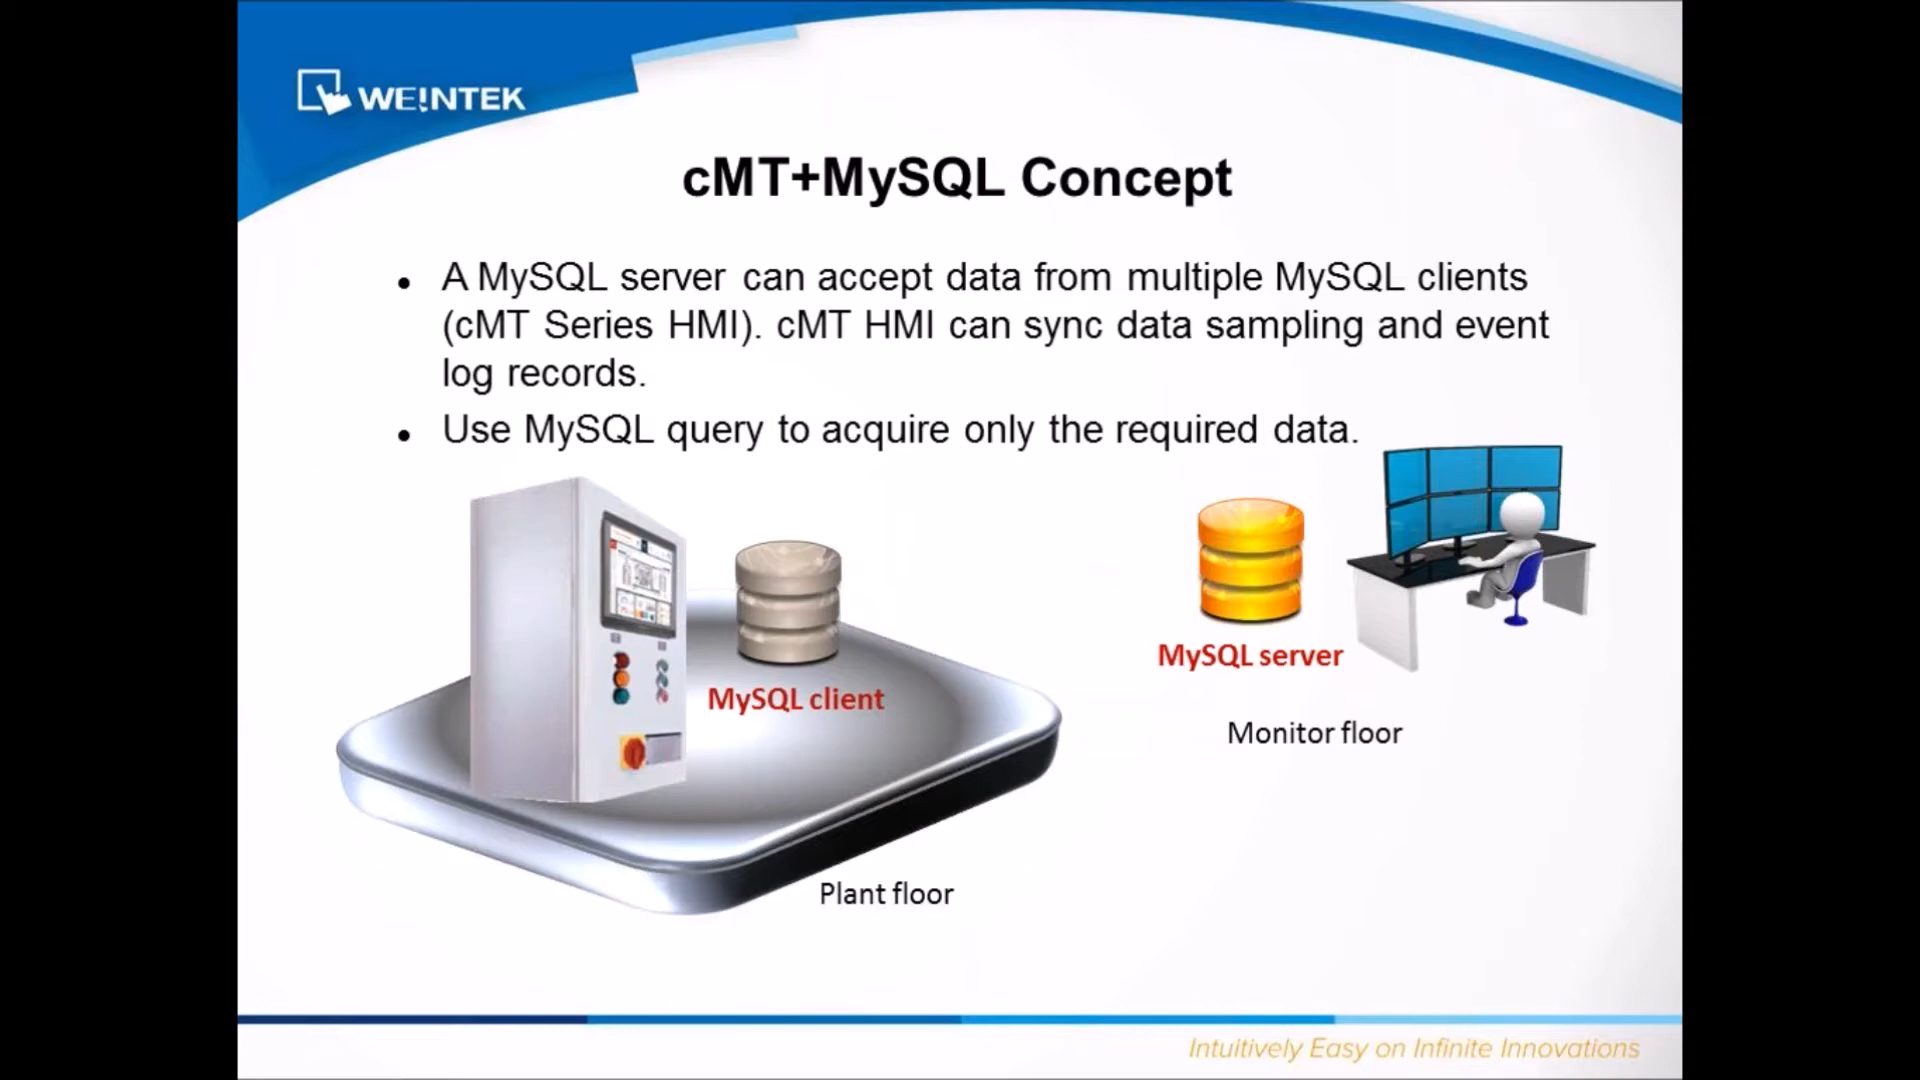 WE!NTEK
cMT+MySQL Concept
• A MySQL server can accept data from multiple MySQL clients
(cMT Series HMI). cMT HMI can sync data sampling and event
log records.
• Use MySQL query to acquire only the required data.
MySQL client
MySQL server
Monitor floor
Plant floor
Intuitively Easy on Infinite Innovations